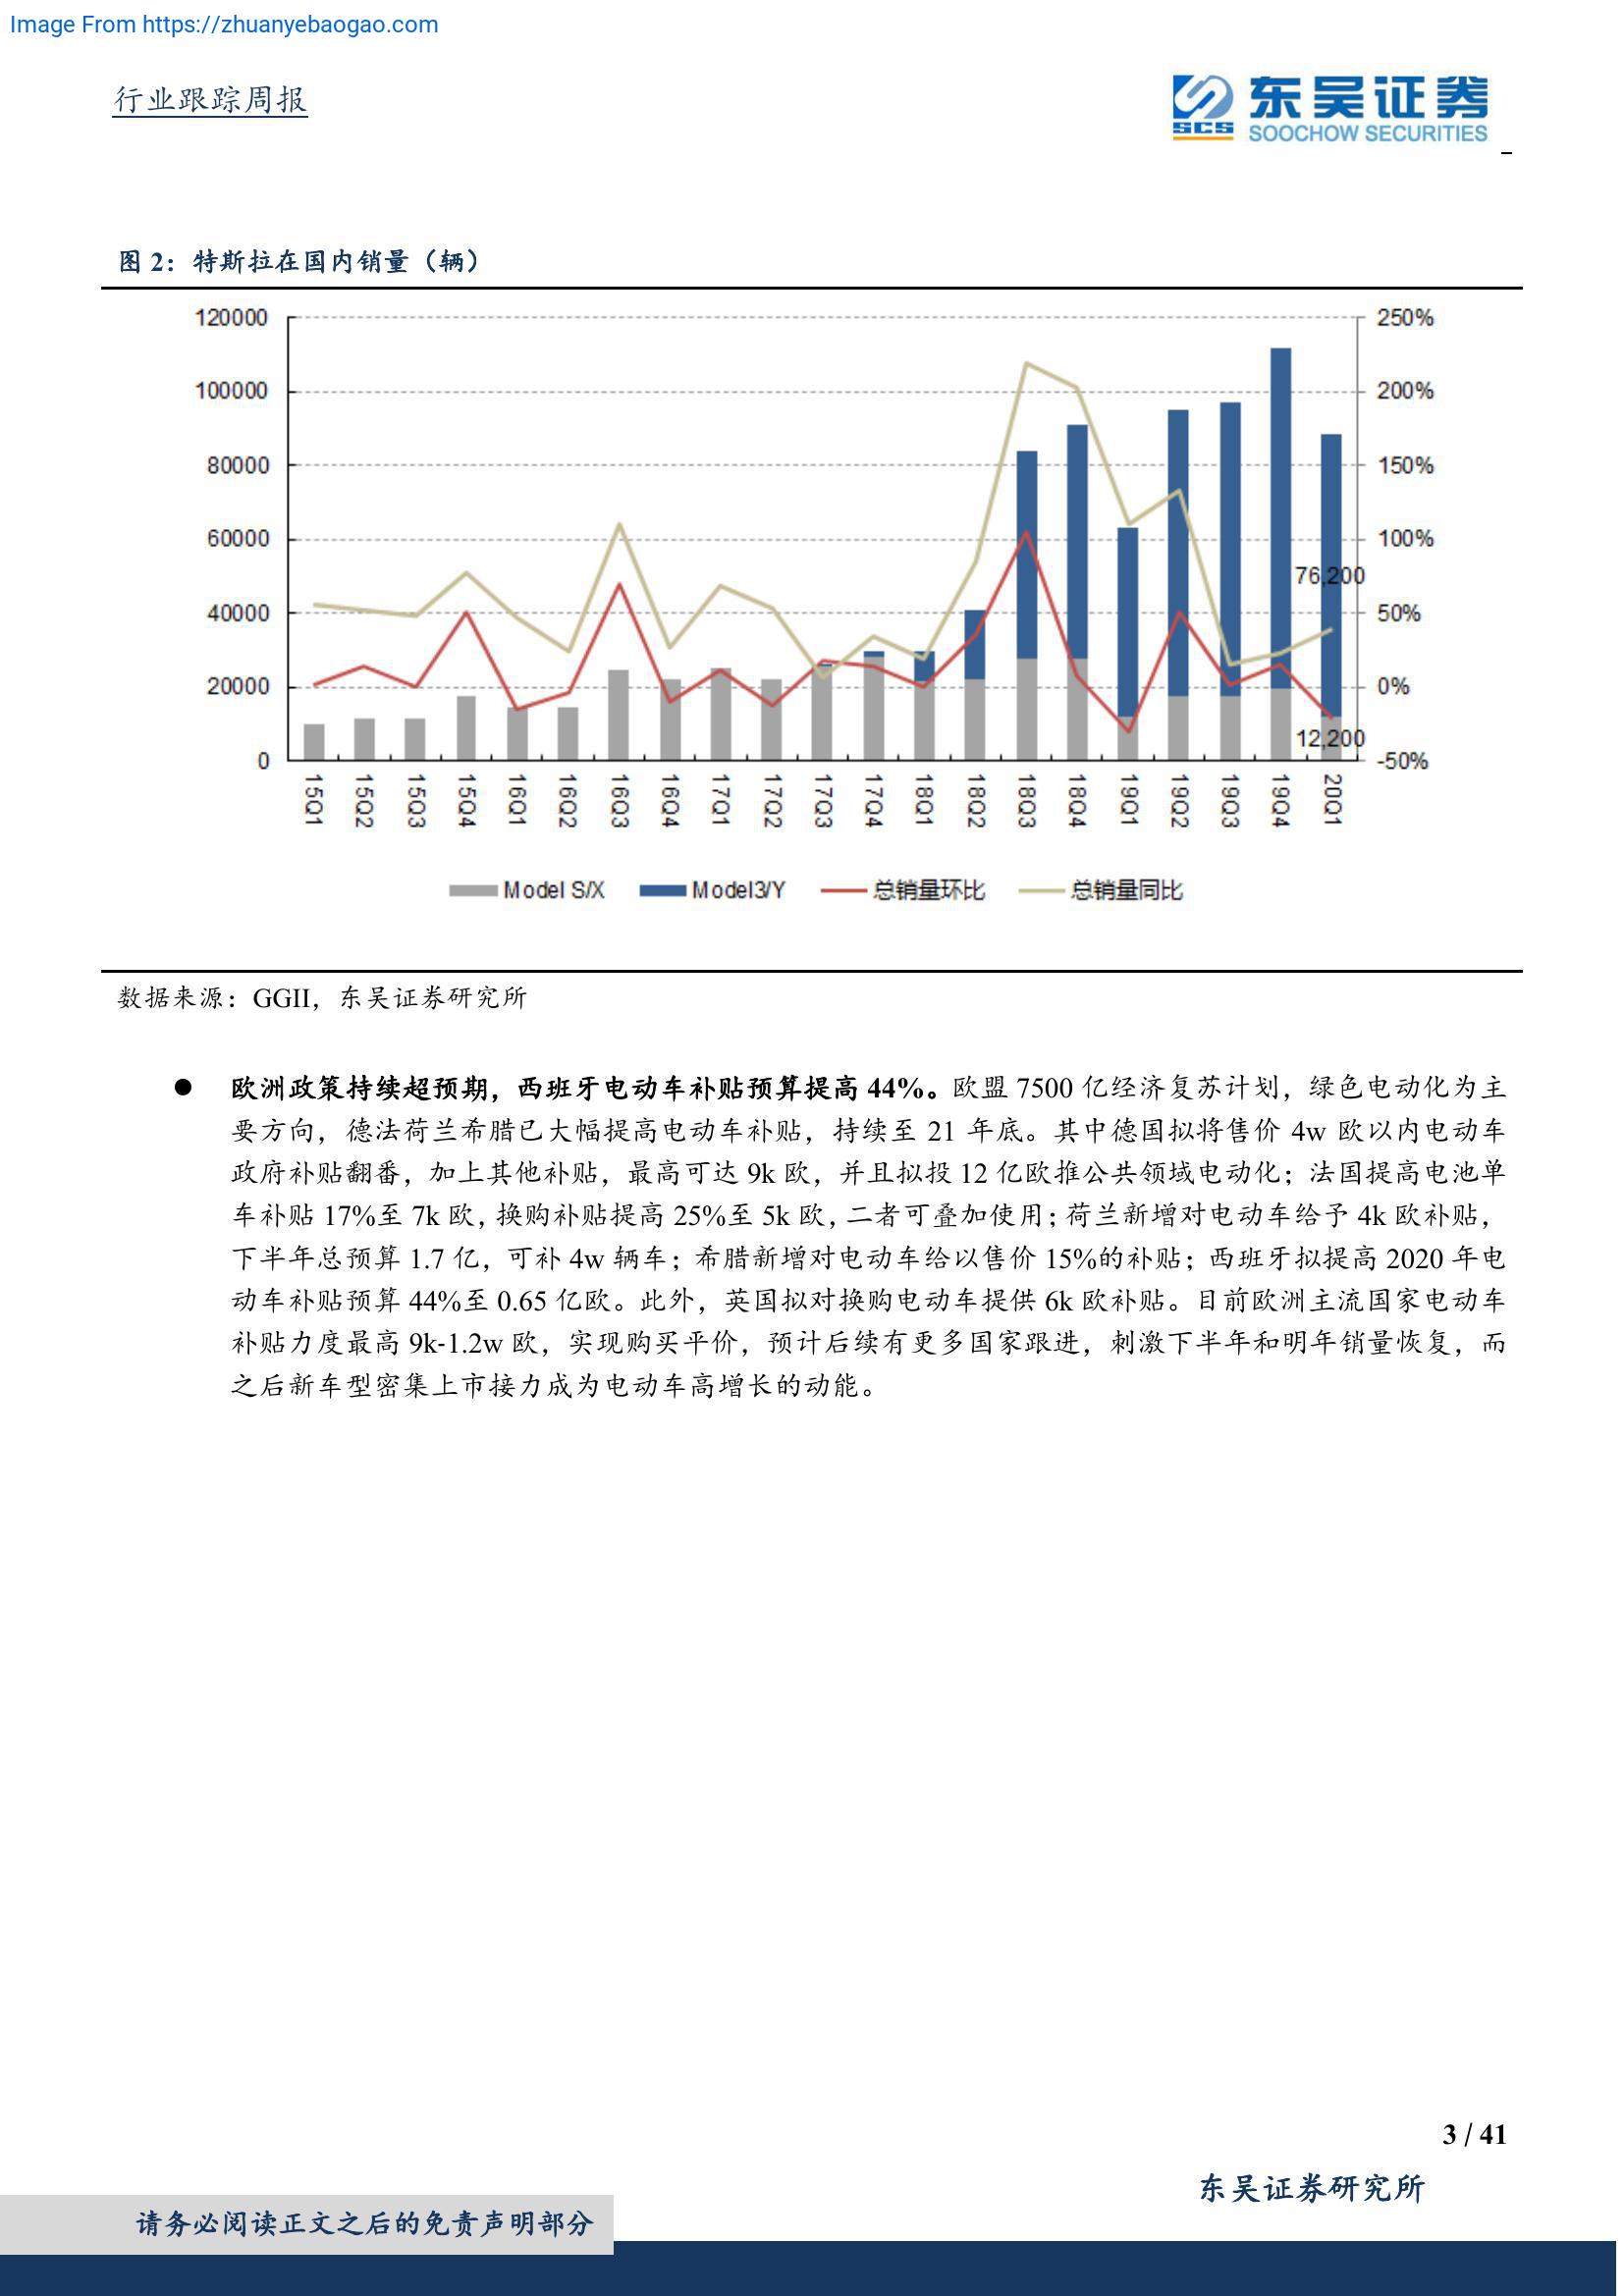 Image From https://zhuanyebaogao.com
行业跟踪周报
东吴证券
SCS
SOOCHOW SECURITIES
图 2：特斯拉在国内销量（辆）
120000
100000
80000
60000
40000
20000
0
250%
200%
150%
100%
50%
0%
-50%
76,200
12,200
15Q1
15Q2
15Q3
15Q4
16Q1
16Q2
16Q3
16Q4
17Q1
17Q2
17Q3
17Q4
18Q1
18Q2
18Q3
18Q4
19Q1
19Q2
19Q3
19Q4
20Q1
Model S/X
Model3/Y
总销量环比
总销量同比
数据来源：GGII，东吴证券研究所
● 欧洲政策持续超预期，西班牙电动车补贴预算提高 44%。欧盟 7500 亿经济复苏计划，绿色电动化为主
要方向，德法荷兰希腊已大幅提高电动车补贴，持续至 21 年底。其中德国拟将售价 4w 欧以内电动车
政府补贴翻番，加上其他补贴，最高可达 9k 欧，并且拟投 12 亿欧推公共领域电动化；法国提高电池单
车补贴 17%至 7k 欧，换购补贴提高 25%至 5k 欧，二者可叠加使用；荷兰新增对电动车给予 4k 欧补贴，
下半年总预算 1.7 亿，可补 4w 辆车；希腊新增对电动车给以售价 15%的补贴；西班牙拟提高 2020 年电
动车补贴预算 44%至 0.65 亿欧。此外，英国拟对换购电动车提供 6k 欧补贴。目前欧洲主流国家电动车
补贴力度最高 9k-1.2w 欧，实现购买平价，预计后续有更多国家跟进，刺激下半年和明年销量恢复，而
之后新车型密集上市接力成为电动车高增长的动能。
3 / 41
东吴证券研究所
请务必阅读正文之后的免责声明部分